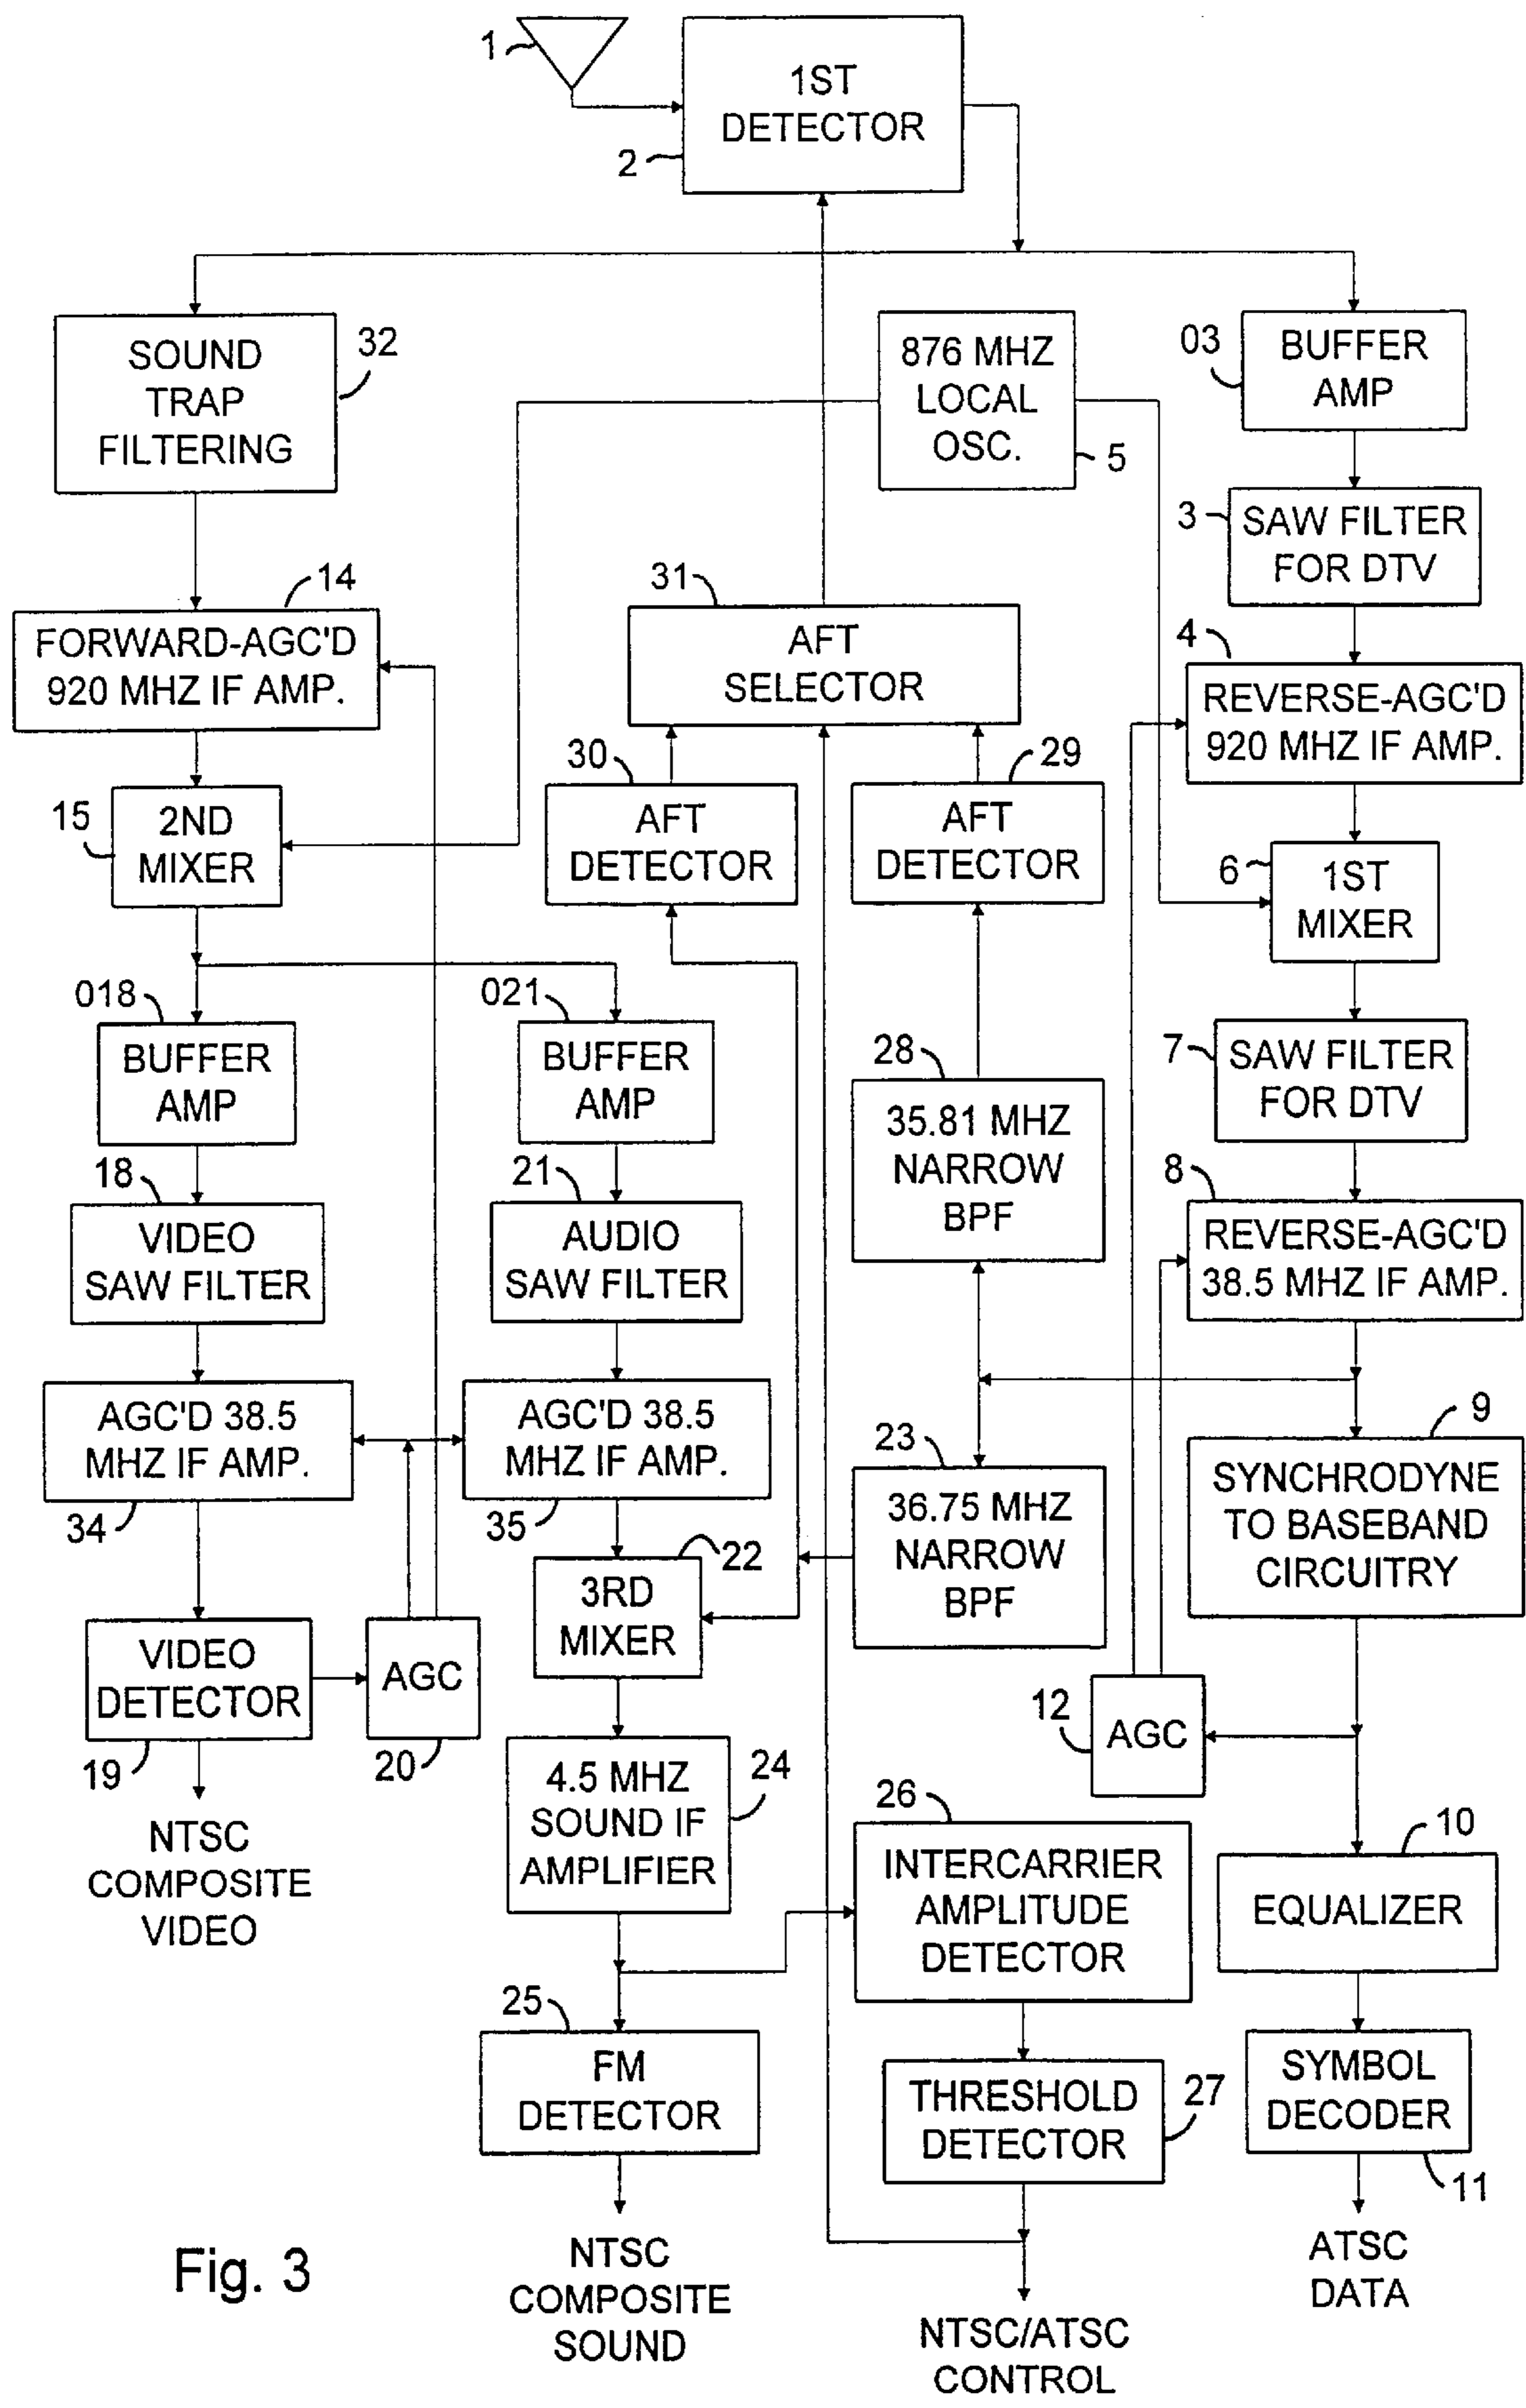 1
1ST
DETECTOR
2
SOUND
TRAP
FILTERING
32
876 MHZ
LOCAL
OSC.
5
03
BUFFER
AMP
3
SAW FILTER
FOR DTV
14
FORWARD-AGC'D
920 MHZ IF AMP.
31
AFT
SELECTOR
4
REVERSE-AGC'D
920 MHZ IF AMP.
15
2ND
MIXER
30
AFT
DETECTOR
29
AFT
DETECTOR
6
1ST
MIXER
018
BUFFER
AMP
021
BUFFER
AMP
28
35.81 MHZ
NARROW
BPF
7
SAW FILTER
FOR DTV
18
VIDEO
SAW FILTER
21
AUDIO
SAW FILTER
8
REVERSE-AGC'D
38.5 MHZ IF AMP.
AGC'D 38.5
MHZ IF AMP.
34
AGC'D 38.5
MHZ IF AMP.
35
23
36.75 MHZ
NARROW
BPF
9
SYNCHRODYNE
TO BASEBAND
CIRCUITRY
22
3RD
MIXER
VIDEO
DETECTOR
19
AGC
20
12
AGC
NTSC
COMPOSITE
VIDEO
4.5 MHZ
SOUND IF
AMPLIFIER
24
26
INTERCARRIER
AMPLITUDE
DETECTOR
10
EQUALIZER
25
FM
DETECTOR
THRESHOLD
DETECTOR
27
SYMBOL
DECODER
11
Fig. 3
NTSC
COMPOSITE
SOUND
NTSC/ATSC
CONTROL
ATSC
DATA